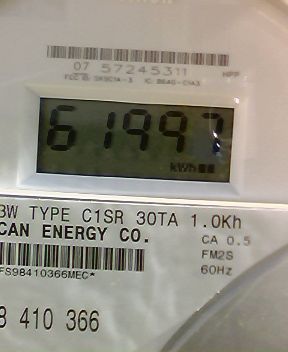 07 57245311
61997
kWh
3W TYPE C1SR 30TA 1.0Kh
CAN ENERGY CO.
CA 0.5
FM2S
60Hz
FS98410366MEC*
8 410 366